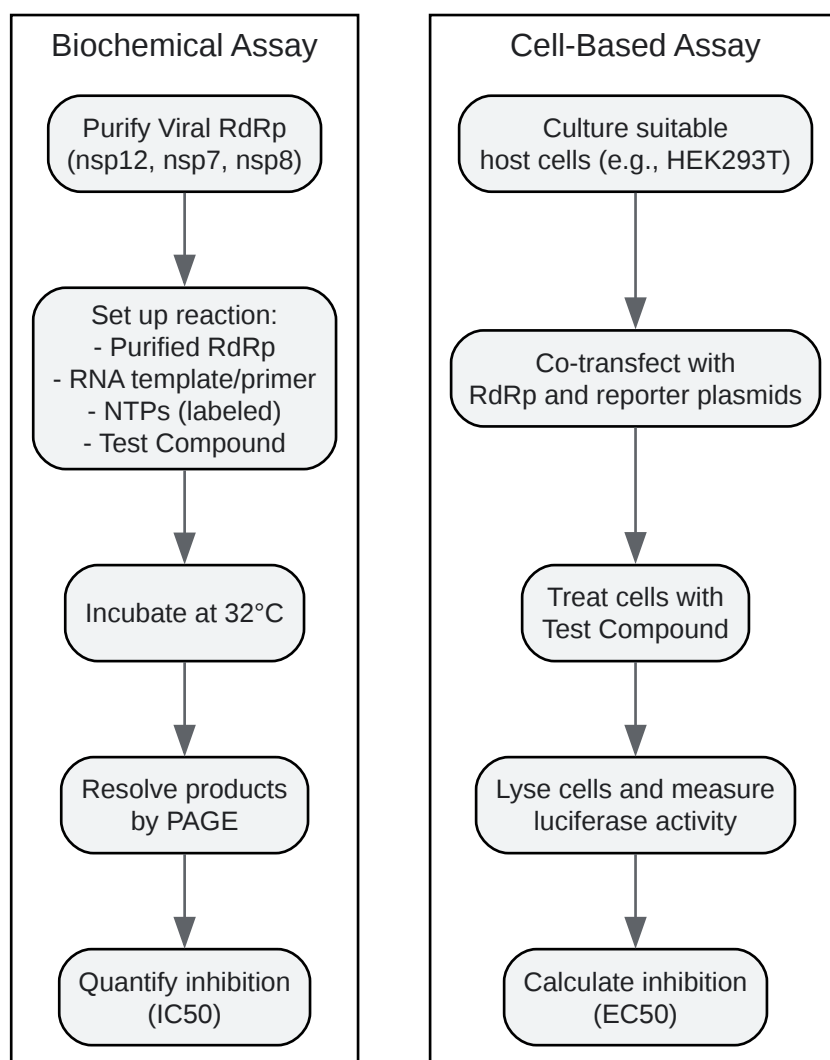 Biochemical Assay
Purify Viral RdRp
(nsp12, nsp7, nsp8)
Set up reaction:
- Purified RdRp
- RNA template/primer
- NTPs (labeled)
- Test Compound
Incubate at 32°C
Resolve products
by PAGE
Quantify inhibition
(IC50)
Cell-Based Assay
Culture suitable
host cells (e.g., HEK293T)
Co-transfect with
RdRp and reporter plasmids
Treat cells with
Test Compound
Lyse cells and measure
luciferase activity
Calculate inhibition
(EC50)